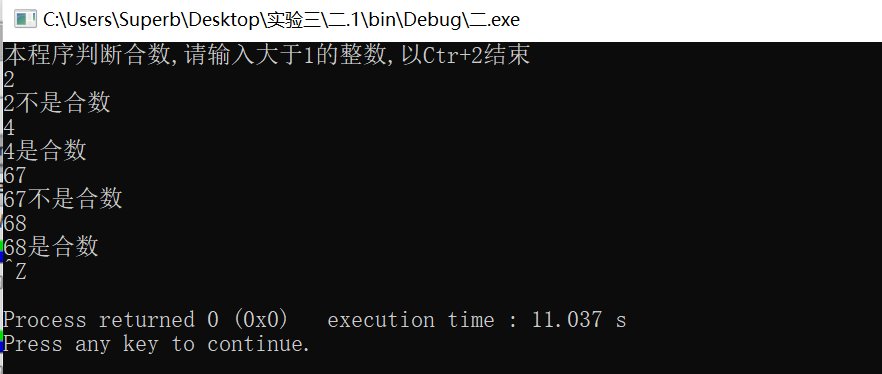 C:\Users\Superb\Desktop\实验三\二.1\bin\Debug\二.exe
本程序判断合数,请输入大于1的整数,以Ctr+2结束
2
2不是合数
4
4是合数
67
67不是合数
68
68是合数
^Z
Process returned 0 (0x0)   execution time : 11.037 s
Press any key to continue.